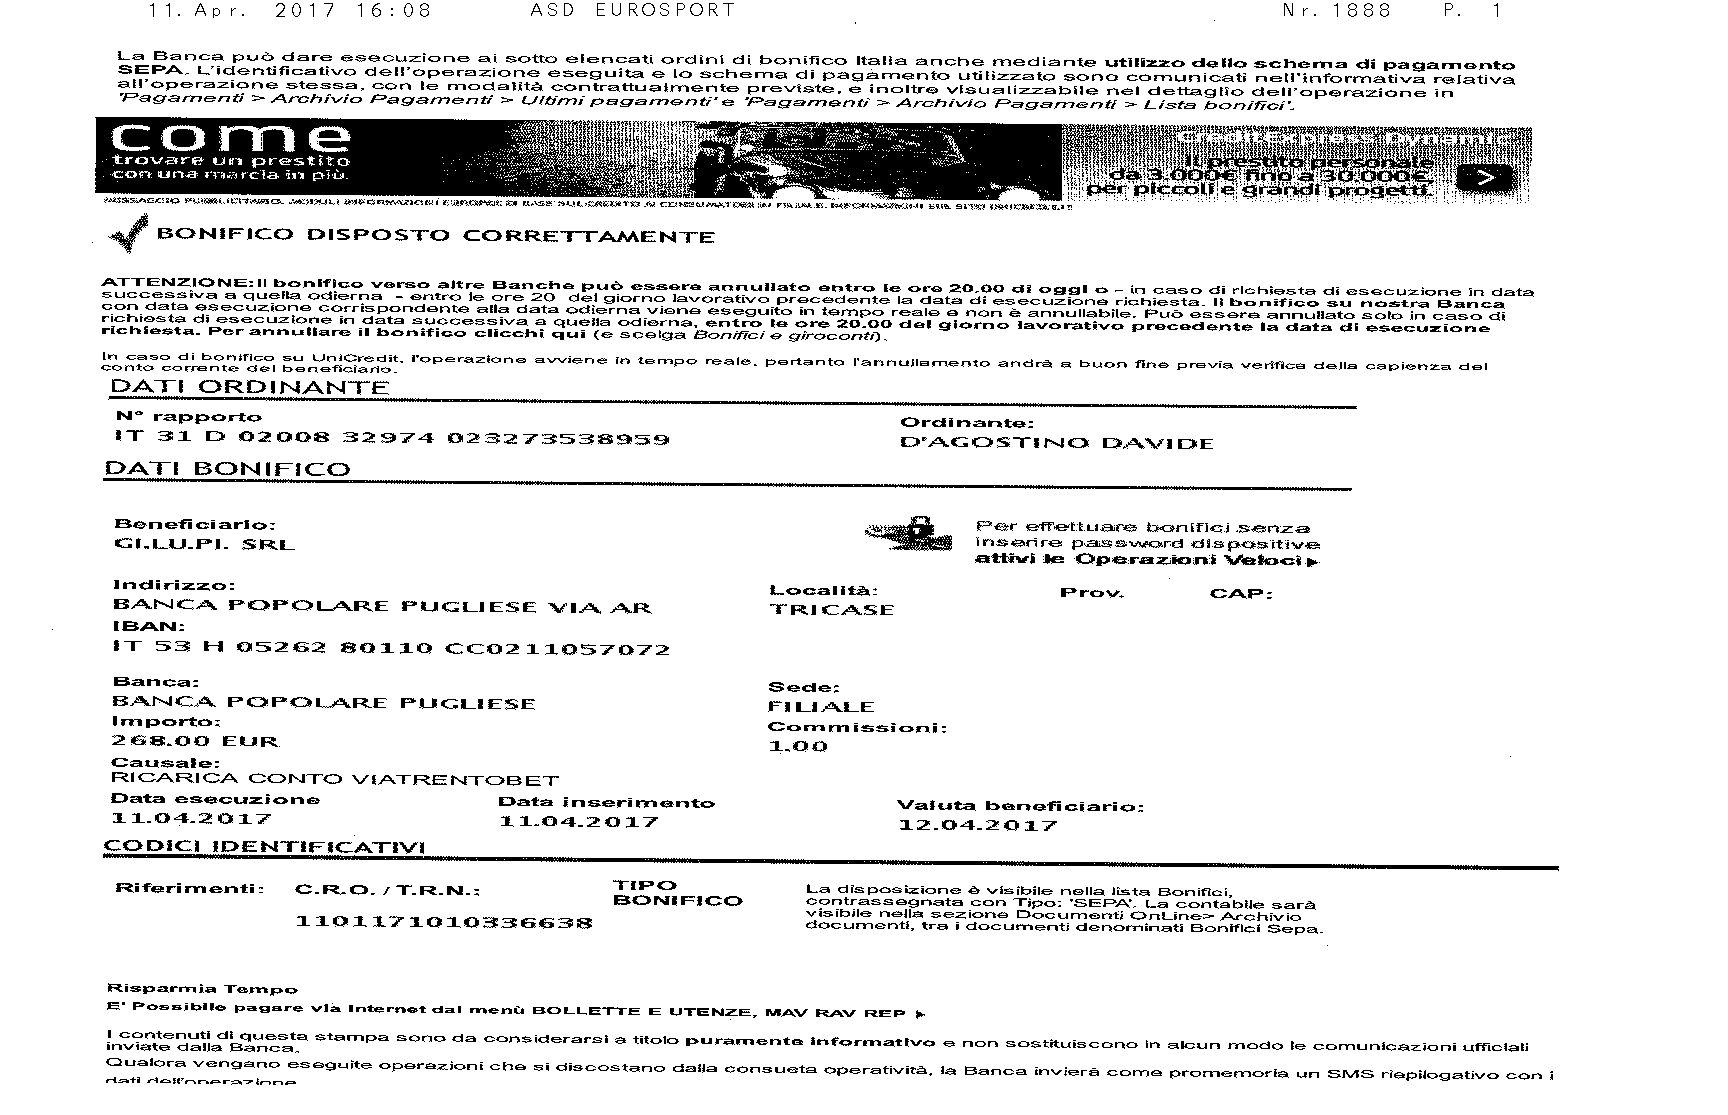 11. Apr. 2017 16:08 ASD EUROSPORT Nr. 1888 P. 1
La Banca può dare esecuzione ai sotto elencati ordini di bonifico Italia anche mediante utilizzo dello schema di pagamento
SEPA. L'identificativo dell'operazione eseguita e lo schema di pagamento utilizzato sono comunicati nell'informativa relativa
all'operazione stessa, con le modalità contrattualmente previste, e inoltre visualizzabile nel dettaglio dell'operazione in
'Pagamenti > Archivio Pagamenti > Ultimi pagamenti' e 'Pagamenti > Archivio Pagamenti > Lista bonifici'.
come
trovare un prestito
con una marcia in più.
Il prestito personale
da 3.000€ fino a 30.000€
per piccoli e grandi progetti.
BONIFICO DISPOSTO CORRETTAMENTE
ATTENZIONE: Il bonifico verso altre Banche può essere annullato entro le ore 20.00 di oggi o - in caso di richiesta di esecuzione in data
successiva a quella odierna - entro le ore 20 del giorno lavorativo precedente la data di esecuzione richiesta. Il bonifico su nostra Banca
con data esecuzione corrispondente alla data odierna viene eseguito in tempo reale e non è annullabile. Può essere annullato solo in caso di
richiesta di esecuzione in data successiva a quella odierna, entro le ore 20.00 del giorno lavorativo precedente la data di esecuzione
richiesta. Per annullare il bonifico clicchi qui (e scelga Bonifici e giroconti).
In caso di bonifico su UniCredit, l'operazione avviene in tempo reale, pertanto l'annullamento andrà a buon fine previa verifica della capienza del
conto corrente del beneficiario.
DATI ORDINANTE
N° rapporto Ordinante:
IT 31 D 02008 32974 023273538959 D'AGOSTINO DAVIDE
DATI BONIFICO
Beneficiario:
GI.LU.PI. SRL
Per effettuare bonifici senza
inserire password dispositive
attivi le Operazioni Veloci
Indirizzo: Località: Prov. CAP:
BANCA POPOLARE PUGLIESE VIA AR TRICASE
IBAN:
IT 53 H 05262 80110 CC0211057072
Banca: Sede:
BANCA POPOLARE PUGLIESE FILIALE
Importo: Commissioni:
268.00 EUR 1.00
Causale:
RICARICA CONTO VIATRENTOBET
Data esecuzione Data inserimento Valuta beneficiario:
11.04.2017 11.04.2017 12.04.2017
CODICI IDENTIFICATIVI
Riferimenti: C.R.O. / T.R.N.: TIPO
BONIFICO
1101171010336638
La disposizione è visibile nella lista Bonifici,
contrassegnata con Tipo: 'SEPA'. La contabile sarà
visibile nella sezione Documenti OnLine> Archivio
documenti, tra i documenti denominati Bonifici Sepa.
Risparmia Tempo
E' Possibile pagare via Internet dal menù BOLLETTE E UTENZE, MAV RAV REP
I contenuti di questa stampa sono da considerarsi a titolo puramente informativo e non sostituiscono in alcun modo le comunicazioni ufficiali
inviate dalla Banca.
Qualora vengano eseguite operazioni che si discostano dalla consueta operatività, la Banca invierà come promemoria un SMS riepilogativo con i
dati dell'operazione